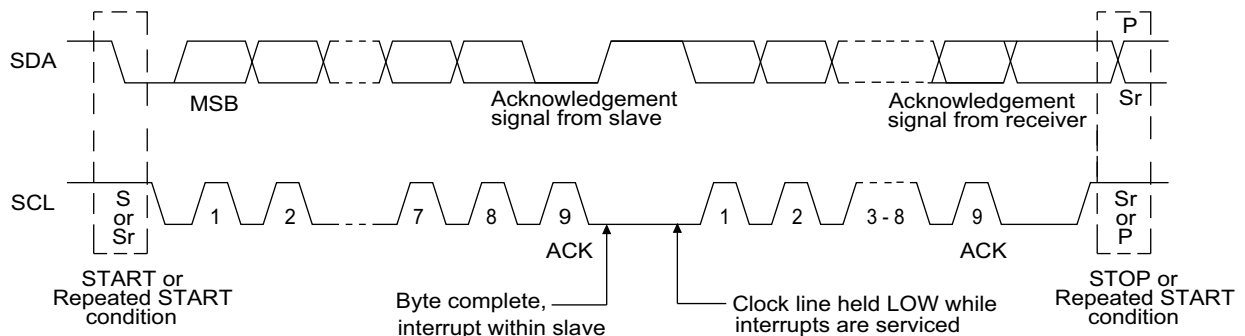 P
SDA
MSB
Acknowledgement
signal from slave
Acknowledgement
signal from receiver
Sr
SCL
S
or
Sr
1
2
7
8
9
1
2
3 - 8
9
Sr
or
P
ACK
ACK
START or
Repeated START
condition
Byte complete,
interrupt within slave
Clock line held LOW while
interrupts are serviced
STOP or
Repeated START
condition